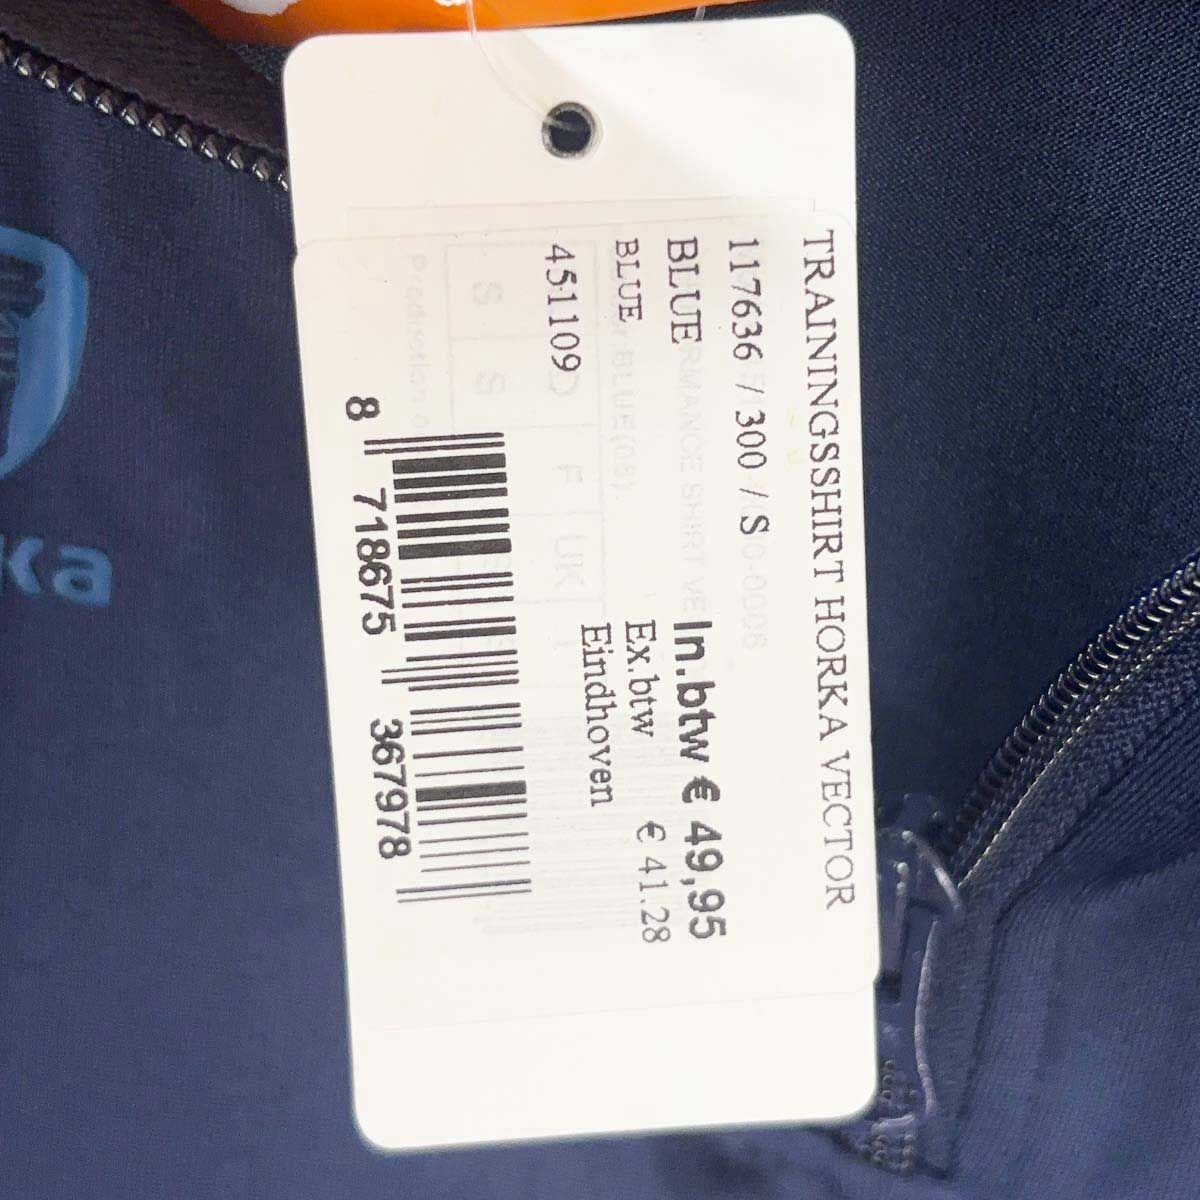 TRAININGSSHIRT HORKA VECTOR
117636 / 300 / S
BLUE In.btw € 49,95
BLUE Ex.btw € 41.28
Eindhoven
451109
8 718675 367978
ka